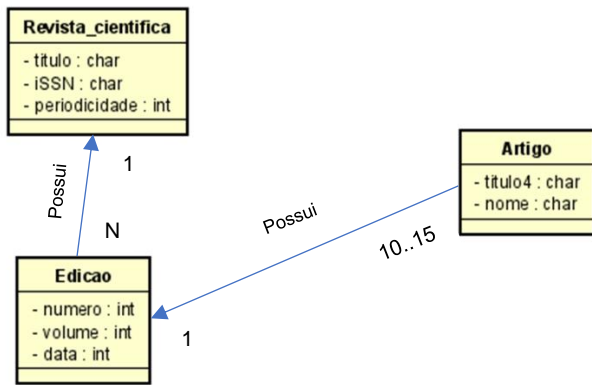 Revista_cientifica
- titulo : char
- iSSN : char
- periodicidade : int
Possui
1
N
Edicao
- numero : int
- volume : int
- data : int
1
Possui
10..15
Artigo
- titulo4 : char
- nome : char